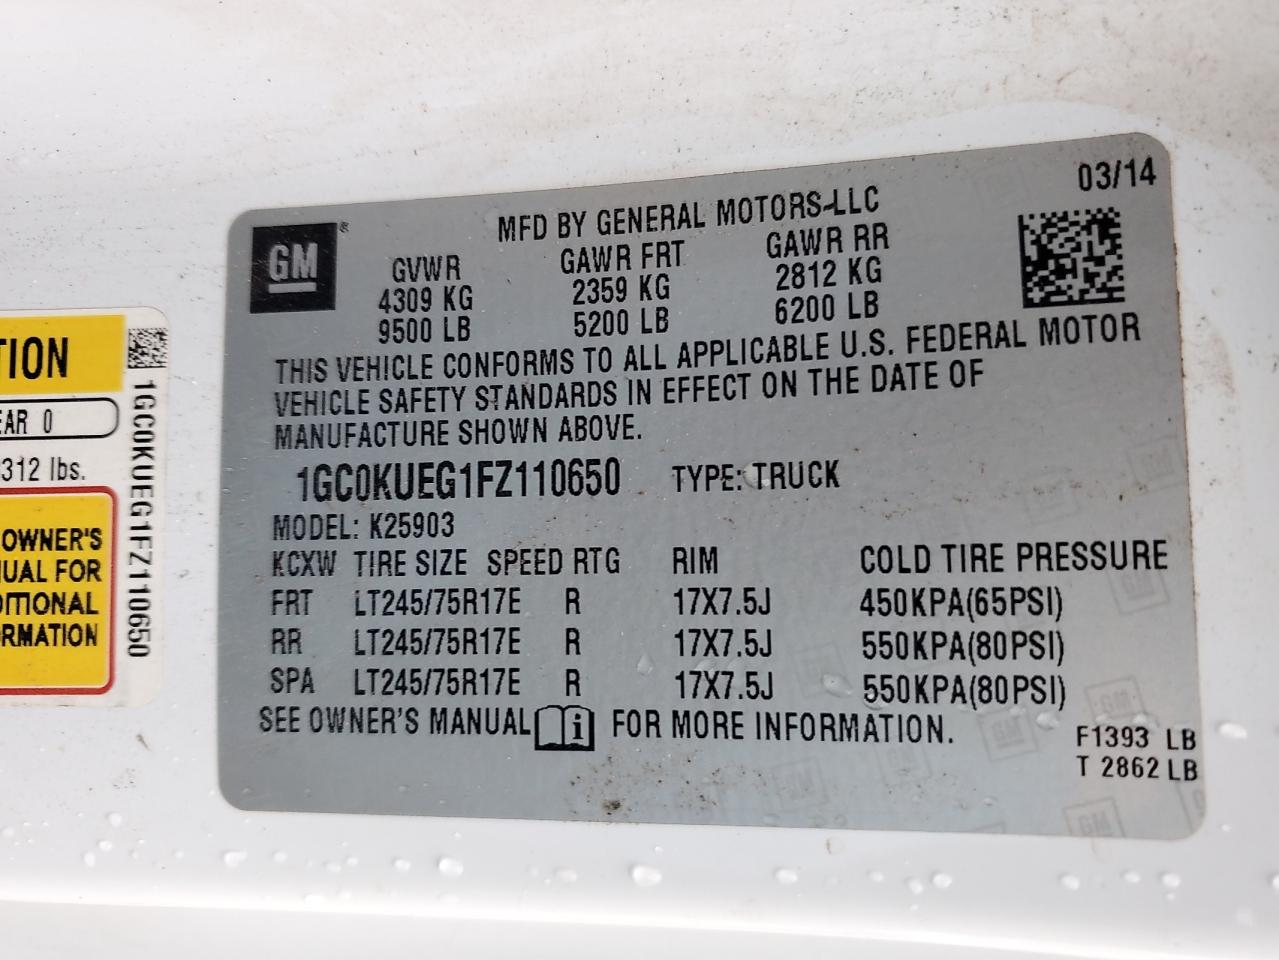 TION
EAR 0
312 lbs.
OWNER'S
UAL FOR
ITIONAL
RMATION
1GC0KUEG1FZ110650
GM®
MFD BY GENERAL MOTORS LLC
03/14
GVWR GAWR FRT GAWR RR
4309 KG 2359 KG 2812 KG
9500 LB 5200 LB 6200 LB
THIS VEHICLE CONFORMS TO ALL APPLICABLE U.S. FEDERAL MOTOR
VEHICLE SAFETY STANDARDS IN EFFECT ON THE DATE OF
MANUFACTURE SHOWN ABOVE.
1GC0KUEG1FZ110650 TYPE: TRUCK
MODEL: K25903
KCXW TIRE SIZE SPEED RTG RIM COLD TIRE PRESSURE
FRT LT245/75R17E R 17X7.5J 450KPA(65PSI)
RR LT245/75R17E R 17X7.5J 550KPA(80PSI)
SPA LT245/75R17E R 17X7.5J 550KPA(80PSI)
SEE OWNER'S MANUAL i FOR MORE INFORMATION.
F1393 LB
T 2862 LB